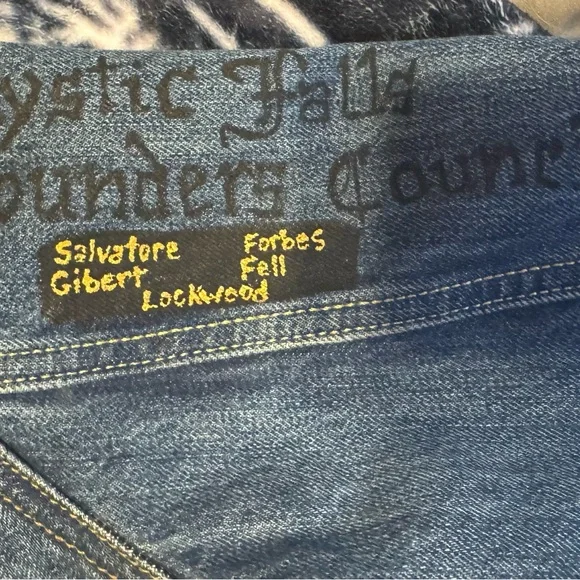 ystic Falls
ounders Counc
Salvatore Forbes
Gibert Fell
Lockwood